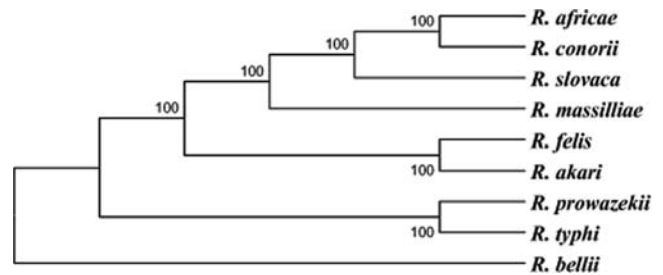 100
R. africae
R. conorii
100
R. slovaca
100
R. massilliae
100
R. felis
100
R. akari
R. prowazekii
100
R. typhi
R. bellii